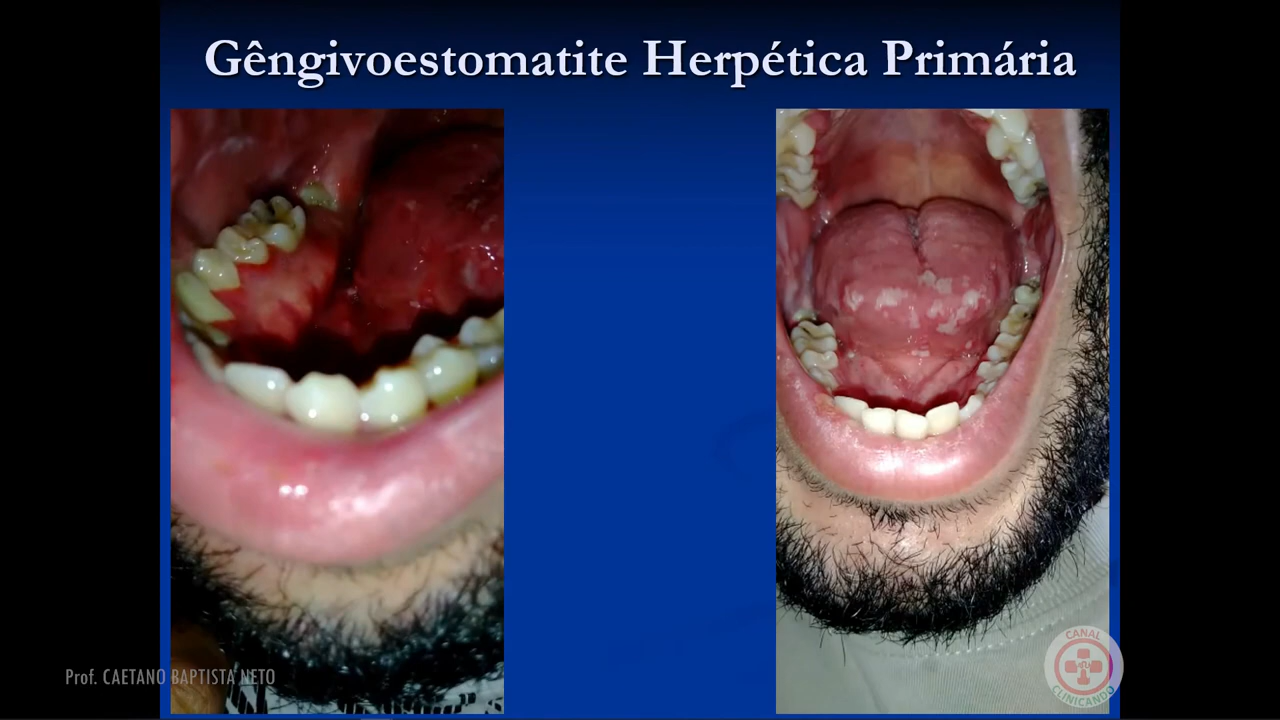 Gêngivoestomatite Herpética Primária
Prof. CAETANO BAPTISTA NETO
CANAL
CLINICANDO